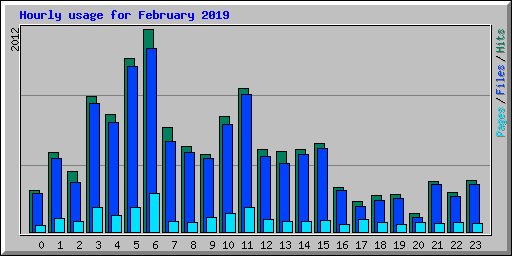 Hourly usage for February 2019
2012
Pages / Files / Hits
0 1 2 3 4 5 6 7 8 9 10 11 12 13 14 15 16 17 18 19 20 21 22 23